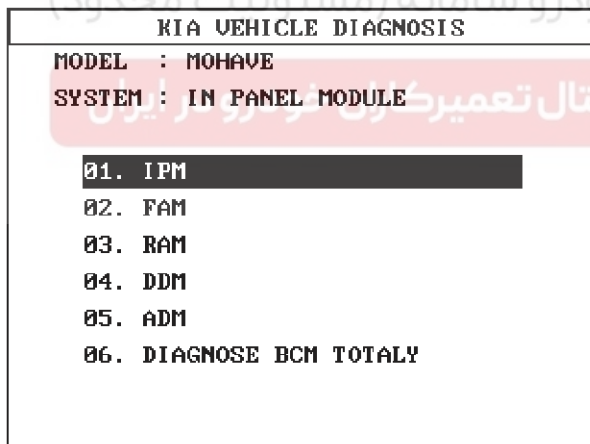 KIA VEHICLE DIAGNOSIS
MODEL : MOHAVE
SYSTEM : IN PANEL MODULE
01. IPM
02. FAM
03. RAM
04. DDM
05. ADM
06. DIAGNOSE BCM TOTALY